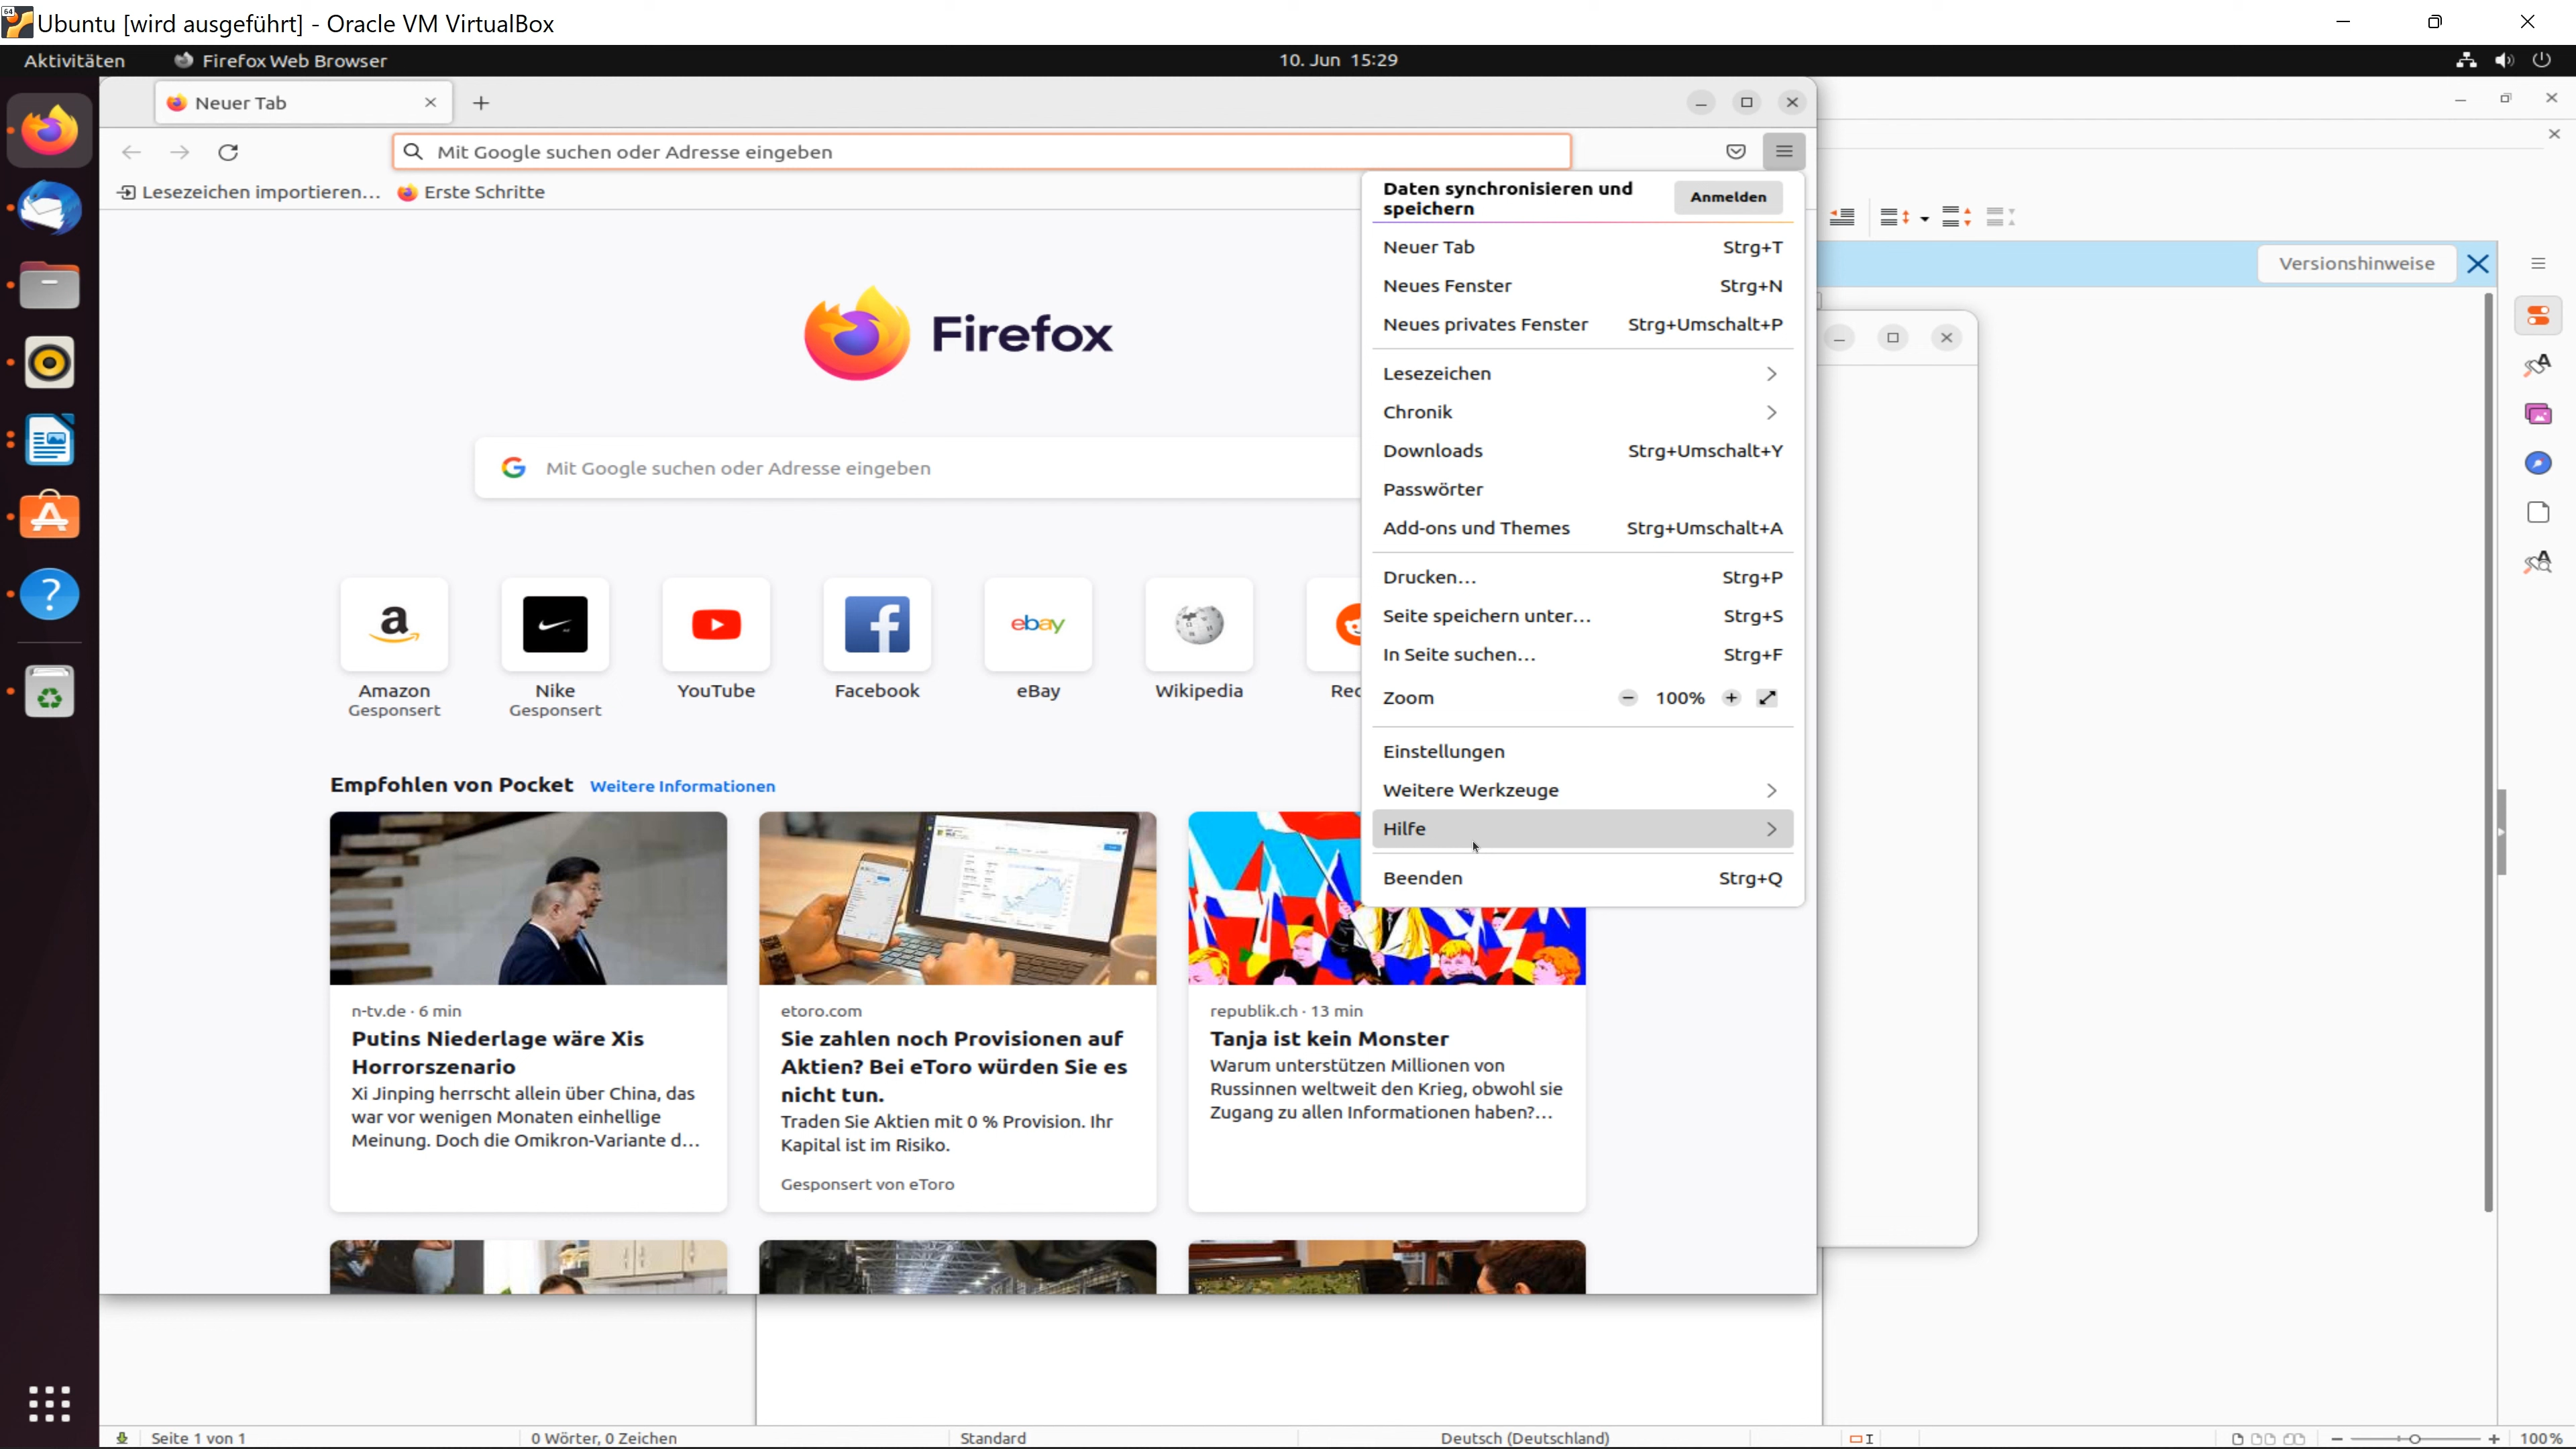 Ubuntu [wird ausgeführt] - Oracle VM VirtualBox
Aktivitäten
Firefox Web Browser
10. Jun 15:29
Neuer Tab
Mit Google suchen oder Adresse eingeben
Lesezeichen importieren…
Erste Schritte
Daten synchronisieren und
speichern
Anmelden
Neuer Tab Strg+T
Neues Fenster Strg+N
Neues privates Fenster Strg+Umschalt+P
Lesezeichen
Chronik
Downloads Strg+Umschalt+Y
Passwörter
Add-ons und Themes Strg+Umschalt+A
Drucken… Strg+P
Seite speichern unter… Strg+S
In Seite suchen… Strg+F
Zoom 100%
Einstellungen
Weitere Werkzeuge
Hilfe
Beenden Strg+Q
Versionshinweise
Firefox
Mit Google suchen oder Adresse eingeben
ebay
Amazon
Gesponsert
Nike
Gesponsert
YouTube
Facebook
eBay
Wikipedia
Rec
Empfohlen von Pocket Weitere Informationen
n-tv.de · 6 min
Putins Niederlage wäre Xis
Horrorszenario
Xi Jinping herrscht allein über China, das
war vor wenigen Monaten einhellige
Meinung. Doch die Omikron-Variante d…
etoro.com
Sie zahlen noch Provisionen auf
Aktien? Bei eToro würden Sie es
nicht tun.
Traden Sie Aktien mit 0 % Provision. Ihr
Kapital ist im Risiko.
Gesponsert von eToro
republik.ch · 13 min
Tanja ist kein Monster
Warum unterstützen Millionen von
Russinnen weltweit den Krieg, obwohl sie
Zugang zu allen Informationen haben?…
Seite 1 von 1
0 Wörter, 0 Zeichen
Standard
Deutsch (Deutschland)
100%